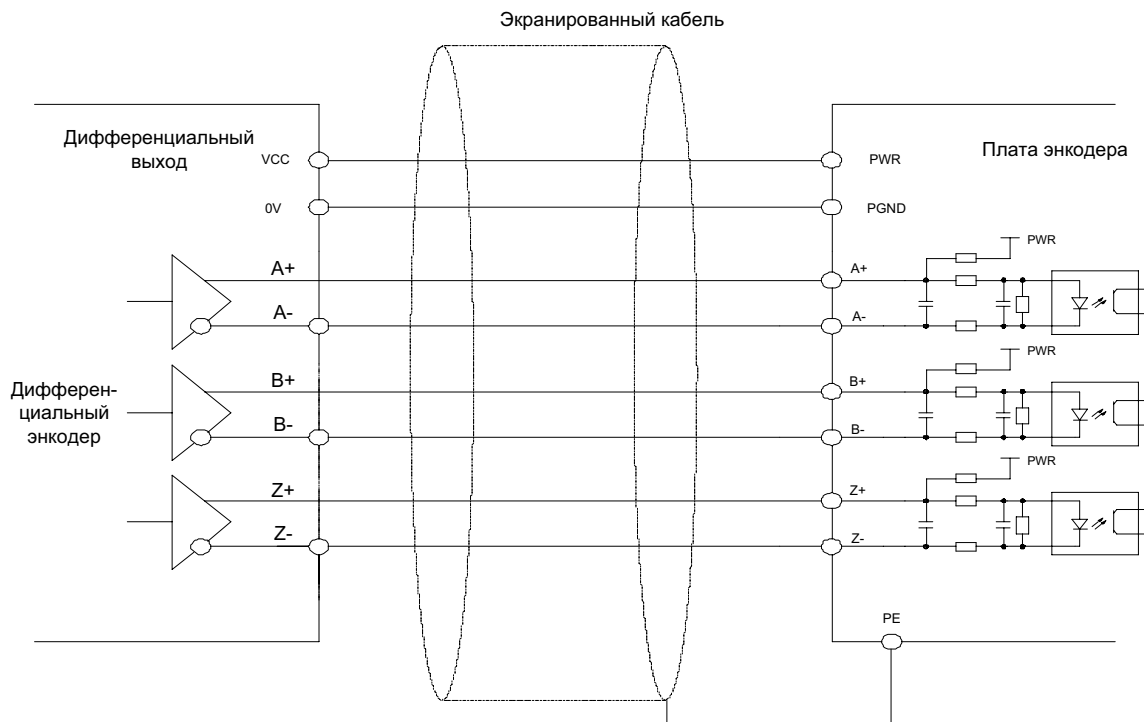 Экранированный кабель
Дифференциальный
выход
Плата энкодера
VCC
PWR
0V
PGND
PWR
A+
A+
A-
A-
PWR
B+
B+
Дифферен-
циальный
энкодер
B-
B-
PWR
Z+
Z+
Z-
Z-
PE